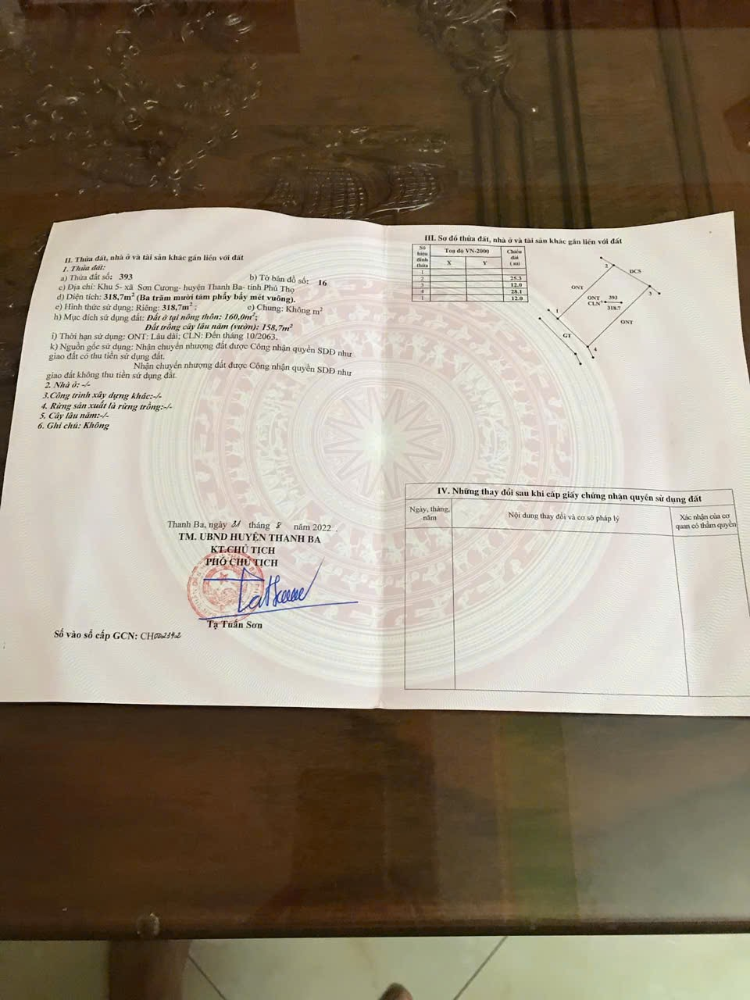 II. Thửa đất, nhà ở và tài sản khác gắn liền với đất
1. Thửa đất:
a) Thửa đất số: 393 b) Tờ bản đồ số: 16
c) Địa chỉ: Khu 5- xã Sơn Cương- huyện Thanh Ba- tỉnh Phú Thọ
d) Diện tích: 318,7m² (Ba trăm mười tám phẩy bảy mét vuông).
e) Hình thức sử dụng: Riêng: 318,7m² ; e) Chung: Không m²
h) Mục đích sử dụng đất: Đất ở tại nông thôn: 160,0m²;
Đất trồng cây lâu năm (vườn): 158,7m²
i) Thời hạn sử dụng: ONT: Lâu dài; CLN: Đến tháng 10/2063.
k) Nguồn gốc sử dụng: Nhận chuyển nhượng đất được Công nhận quyền SDĐ như
giao đất có thu tiền sử dụng đất.
Nhận chuyển nhượng đất được Công nhận quyền SDĐ như
giao đất không thu tiền sử dụng đất.
2. Nhà ở: -/-
3.Công trình xây dựng khác:-/-
4. Rừng sản xuất là rừng trồng:-/-
5. Cây lâu năm:-/-
6. Ghi chú: Không
Thanh Ba, ngày 31 tháng 8 năm 2022 .
TM. UBND HUYỆN THANH BA
KT.CHỦ TỊCH
PHÓ CHỦ TỊCH
Tạ Tuấn Sơn
Số vào sổ cấp GCN: CH002342
III. Sơ đồ thửa đất, nhà ở và tài sản khác gắn liền với đất
Số hiệu đỉnh thửa Toạ độ VN-2000 Chiều dài ( m)
X Y
1
2 25.3
3 12.0
4 28.1
1 12.0
2
DCS
ONT
3
ONT 393
CLN 318.7
1
ONT
GT
4
IV. Những thay đổi sau khi cấp giấy chứng nhận quyền sử dụng đất
Ngày, tháng, năm Nội dung thay đổi và cơ sở pháp lý Xác nhận của cơ quan có thẩm quyền